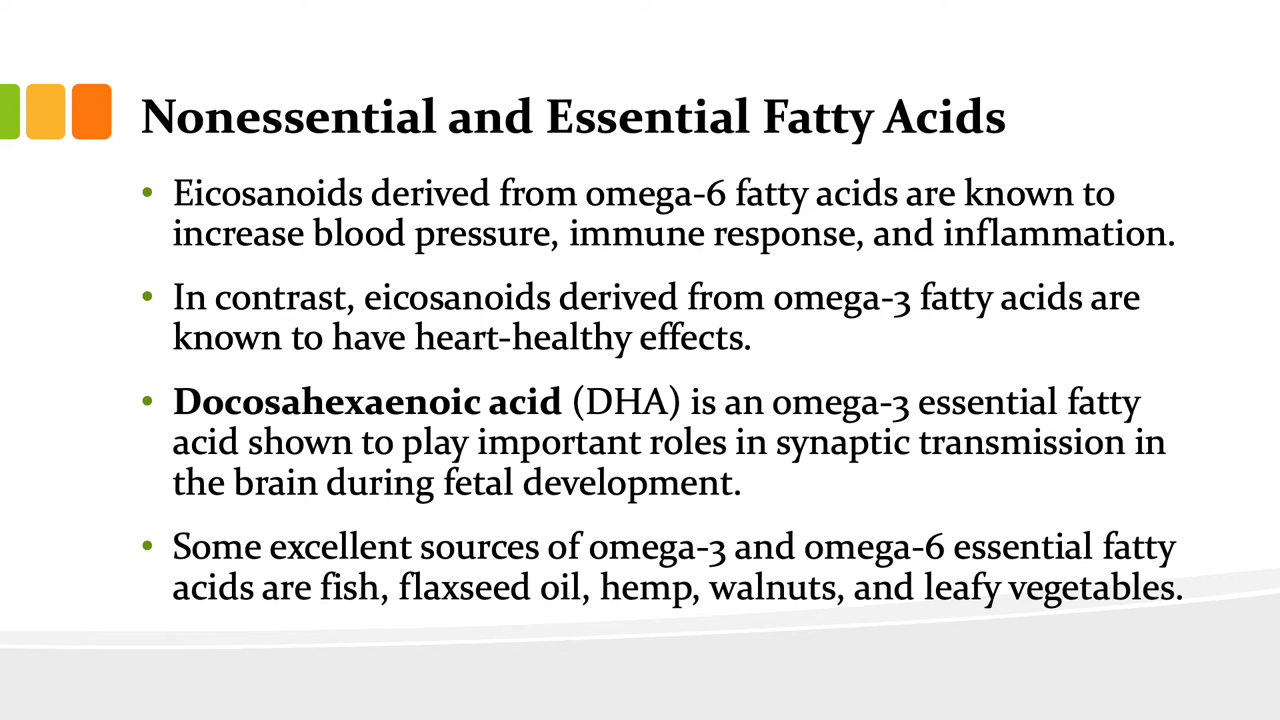 Nonessential and Essential Fatty Acids
• Eicosanoids derived from omega-6 fatty acids are known to
increase blood pressure, immune response, and inflammation.
• In contrast, eicosanoids derived from omega-3 fatty acids are
known to have heart-healthy effects.
• Docosahexaenoic acid (DHA) is an omega-3 essential fatty
acid shown to play important roles in synaptic transmission in
the brain during fetal development.
• Some excellent sources of omega-3 and omega-6 essential fatty
acids are fish, flaxseed oil, hemp, walnuts, and leafy vegetables.